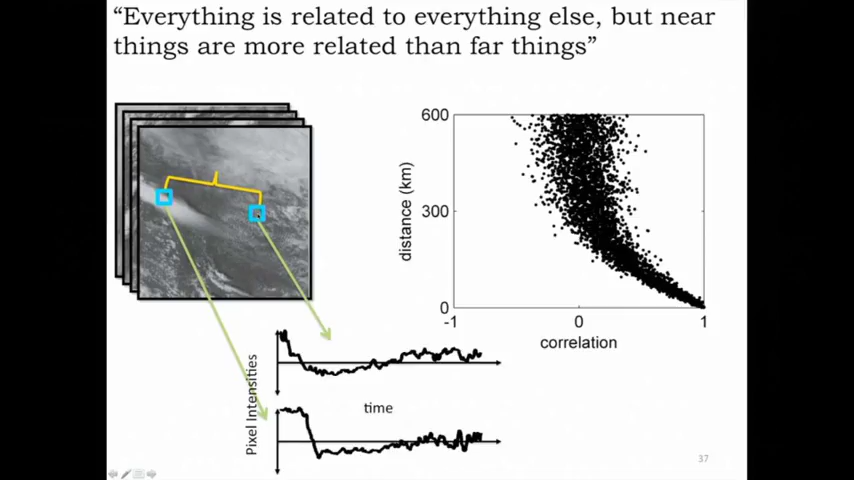 “Everything is related to everything else, but near
things are more related than far things”
600
300
0
distance (km)
-1
0
1
correlation
Pixel Intensities
time
37